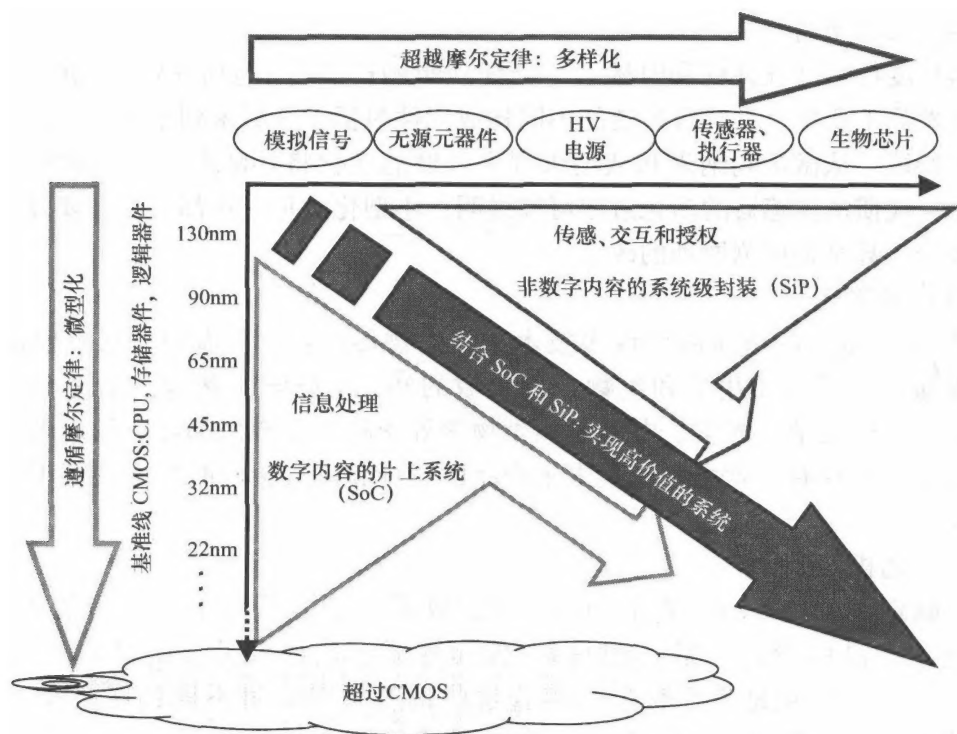 超越摩尔定律：多样化
模拟信号
无源元器件
HV
电源
传感器、
执行器
生物芯片
遵循摩尔定律：微型化
基准线 CMOS:CPU, 存储器件，逻辑器件
130nm
90nm
65nm
45nm
32nm
22nm
传感、交互和授权
非数字内容的系统级封装（SiP）
结合 SoC 和 SiP: 实现高价值的系统
信息处理
数字内容的片上系统
（SoC）
超过CMOS